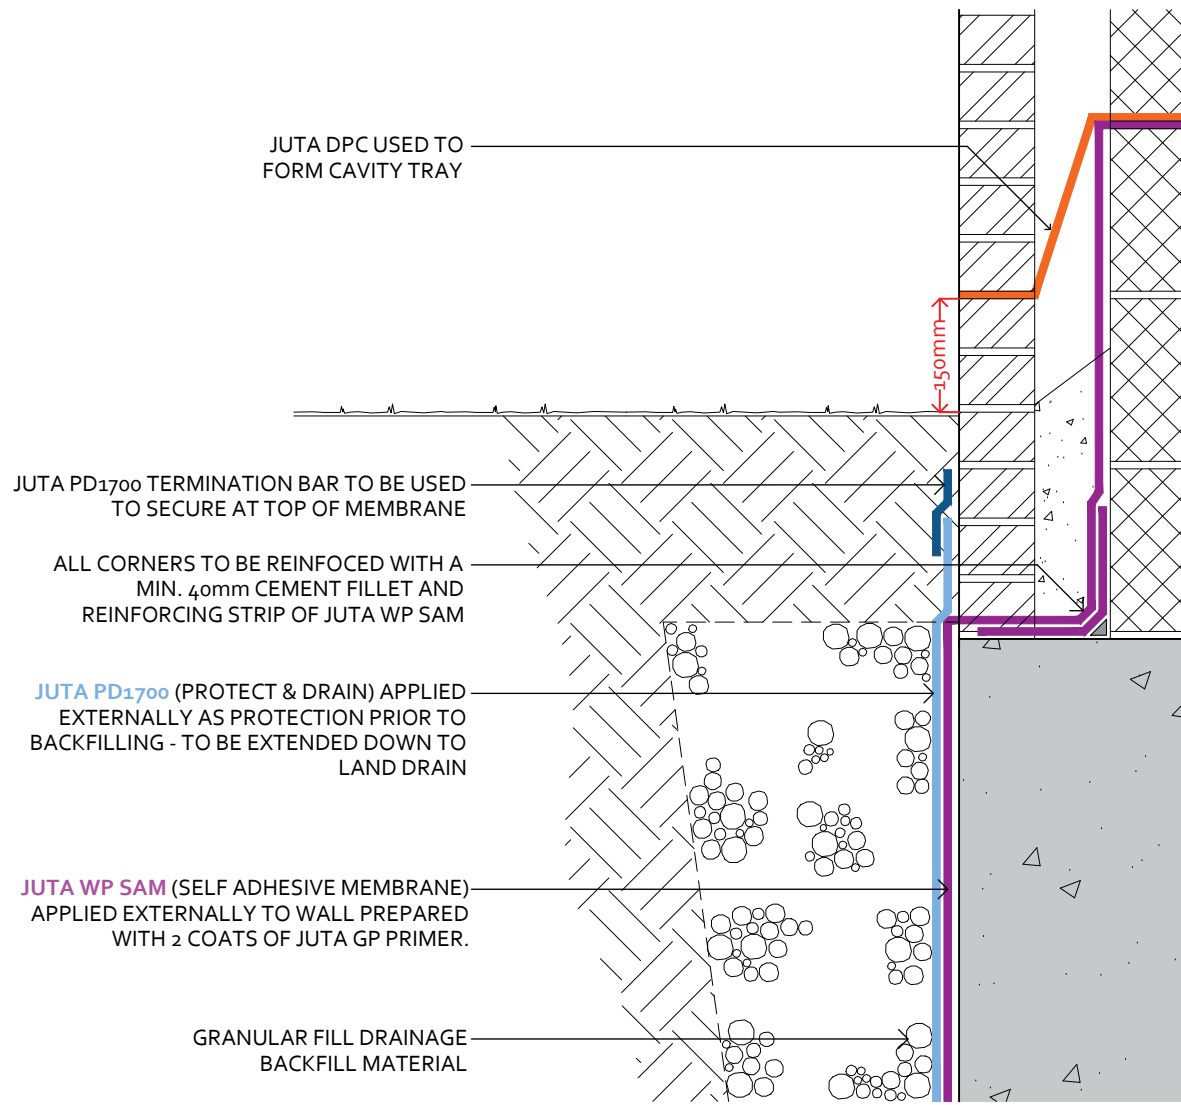 JUTA DPC USED TO
FORM CAVITY TRAY
150mm
JUTA PD1700 TERMINATION BAR TO BE USED
TO SECURE AT TOP OF MEMBRANE
ALL CORNERS TO BE REINFOCED WITH A
MIN. 40mm CEMENT FILLET AND
REINFORCING STRIP OF JUTA WP SAM
JUTA PD1700 (PROTECT & DRAIN) APPLIED
EXTERNALLY AS PROTECTION PRIOR TO
BACKFILLING - TO BE EXTENDED DOWN TO
LAND DRAIN
JUTA WP SAM (SELF ADHESIVE MEMBRANE)
APPLIED EXTERNALLY TO WALL PREPARED
WITH 2 COATS OF JUTA GP PRIMER.
GRANULAR FILL DRAINAGE
BACKFILL MATERIAL